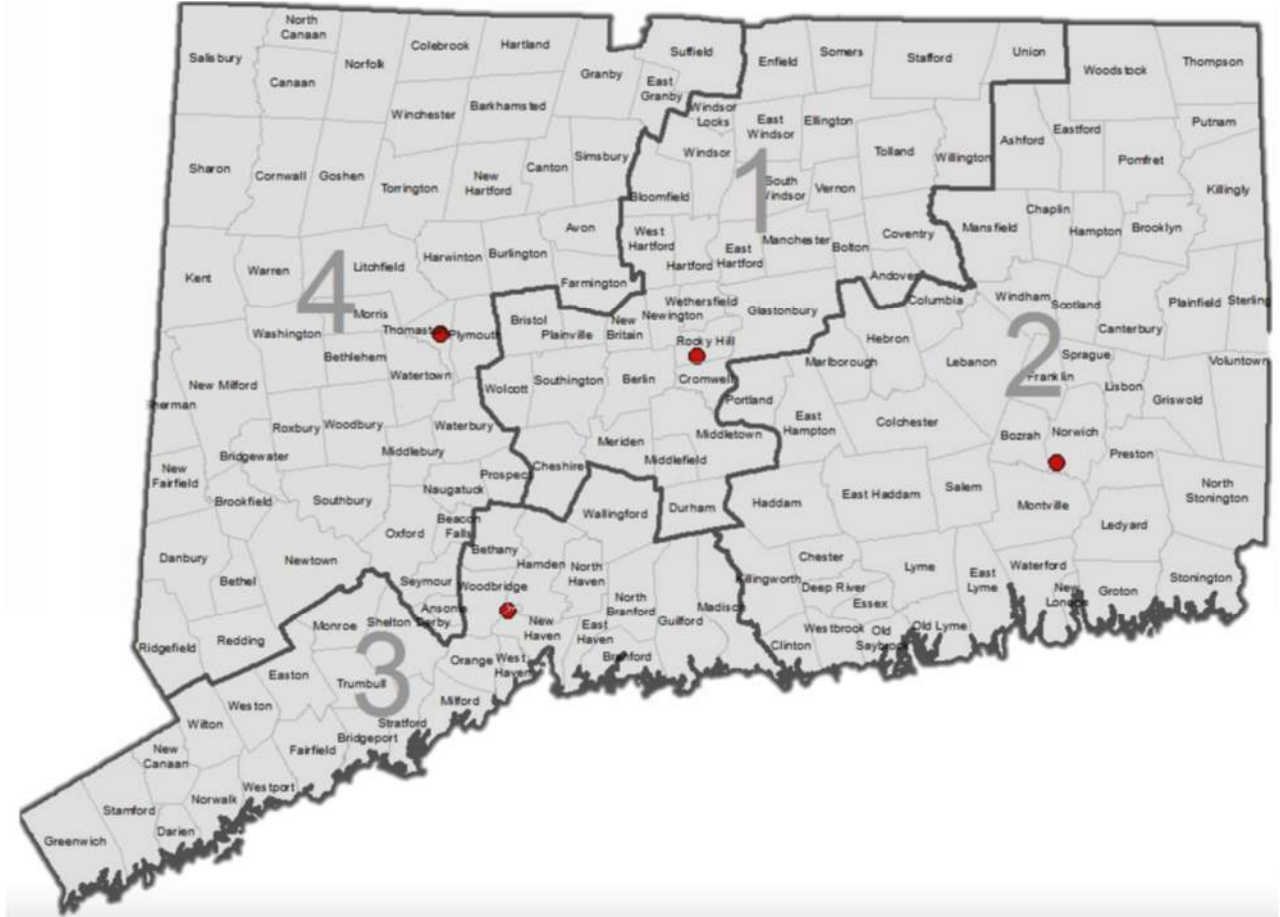 North
Canaan
Salisbury
Canaan
Norfolk
Colebrook
Hartland
Granby
Suffield
East
Granby
Enfield
Somers
Stafford
Union
Woodstock
Thompson
Winchester
Barkhamsted
Windsor
Locks
East
Windsor
Ellington
Ashford
Eastford
Putnam
Sharon
Cornwall
Goshen
Torrington
New
Hartford
Canton
Simsbury
Windsor
Tolland
Willington
Pomfret
Killingly
Bloomfield
1
South
Windsor
Vernon
Avon
West
Hartford
Hartford
East
Hartford
Manchester
Bolton
Coventry
Andover
Mansfield
Chaplin
Hampton
Brooklyn
Kent
Warren
4
Litchfield
Harwinton
Burlington
Farmington
Morris
Washington
Thomaston
Plymouth
Bristol
Plainville
New
Britain
Wethersfield
Newington
Glastonbury
Rocky Hill
Columbia
Hebron
Windham
Scotland
2
Canterbury
Plainfield
Sterling
Bethlehem
Watertown
Wolcott
Southington
Berlin
Cromwell
Marlborough
Lebanon
Franklin
Sprague
Lisbon
Voluntown
Griswold
New Milford
Sherman
Roxbury
Woodbury
Waterbury
Middlebury
Portland
East
Hampton
Colchester
Bozrah
Norwich
Preston
Meriden
Middletown
Middlefield
Bridgewater
New
Fairfield
Brookfield
Southbury
Naugatuck
Prospect
Cheshire
Wallingford
Durham
Haddam
East Haddam
Salem
Montville
North
Stonington
Ledyard
Oxford
Beacon
Falls
Bethany
Hamden
North
Haven
Danbury
Newtown
Bethel
Seymour
Woodbridge
Ansonia
Derby
North
Branford
Guilford
Madison
Killingworth
Chester
Deep River
Essex
Lyme
East
Lyme
Waterford
New
London
Groton
Stonington
Ridgefield
Redding
Monroe
Shelton
New
Haven
East
Haven
Branford
Clinton
Westbrook
Old
Saybrook
Old Lyme
3
Easton
Trumbull
Orange
West
Haven
Milford
Weston
Wilton
Stratford
Bridgeport
Fairfield
New
Canaan
Westport
Norwalk
Stamford
Darien
Greenwich